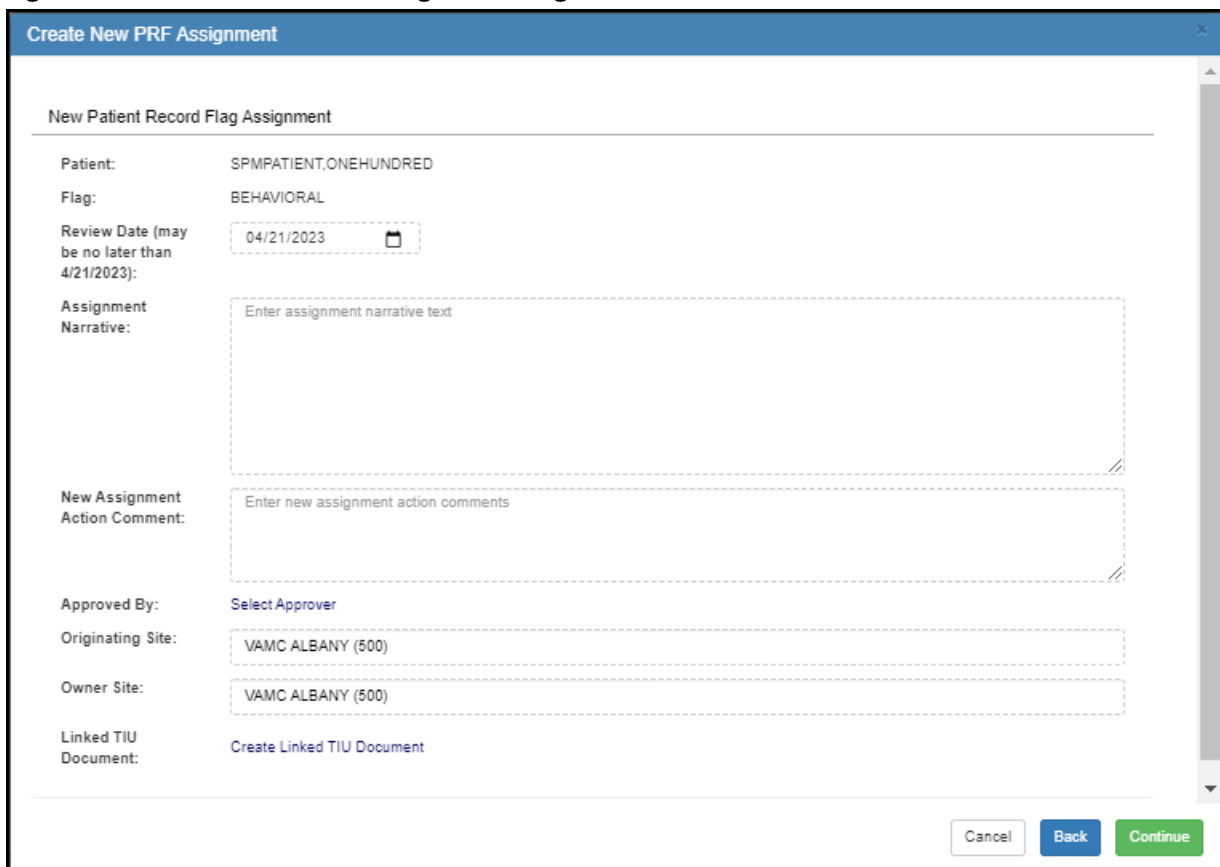 Create New PRF Assignment
×
New Patient Record Flag Assignment
Patient: SPMPATIENT,ONEHUNDRED
Flag: BEHAVIORAL
Review Date (may
be no later than
4/21/2023): 04/21/2023
Assignment
Narrative: Enter assignment narrative text
New Assignment
Action Comment: Enter new assignment action comments
Approved By: Select Approver
Originating Site: VAMC ALBANY (500)
Owner Site: VAMC ALBANY (500)
Linked TIU
Document: Create Linked TIU Document
Cancel Back Continue